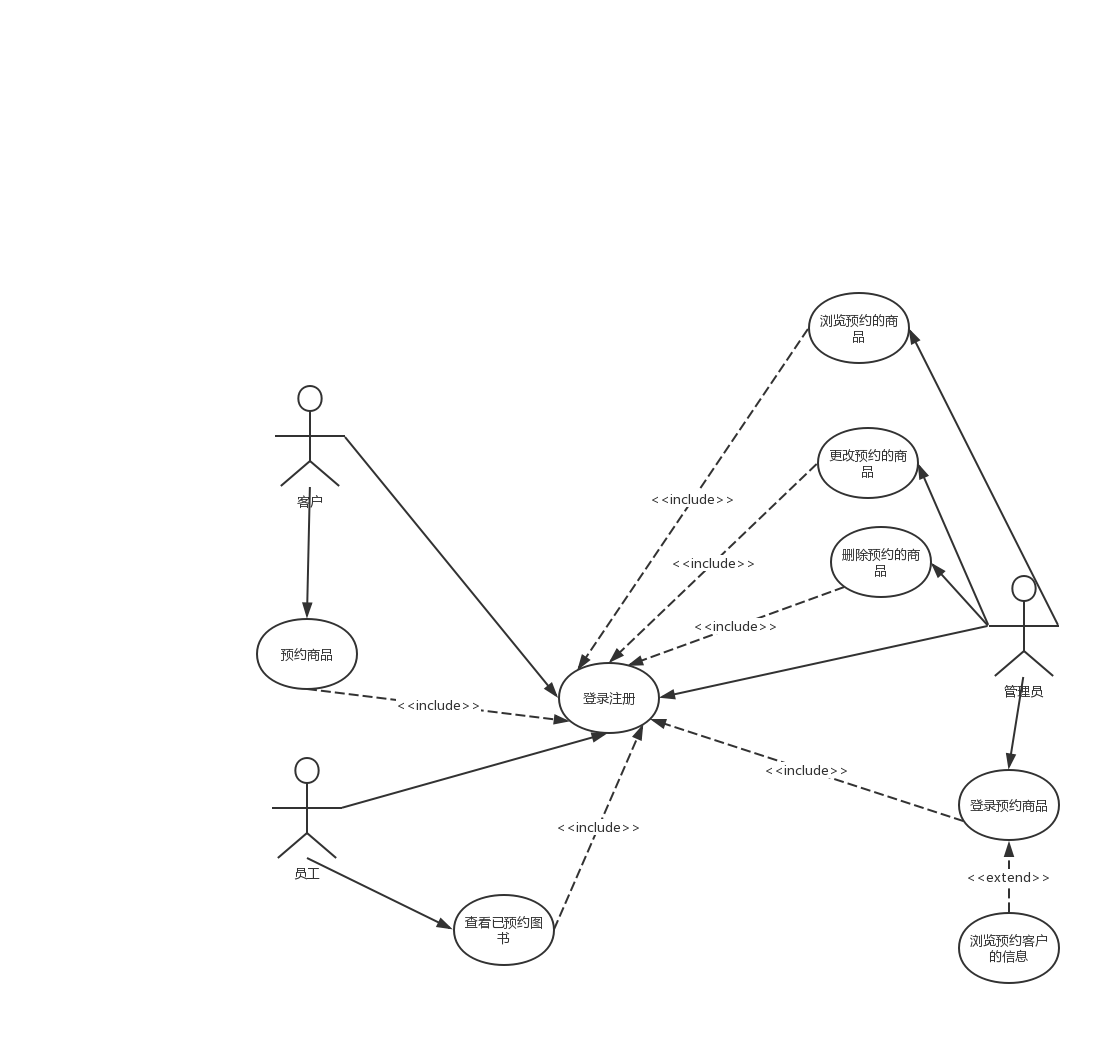 浏览预约的商
品
更改预约的商
品
<<include>>
客户
删除预约的商
品
<<include>>
<<include>>
预约商品
登录注册
管理员
<<include>>
<<include>>
登录预约商品
<<include>>
员工
<<extend>>
查看已预约图
书
浏览预约客户
的信息